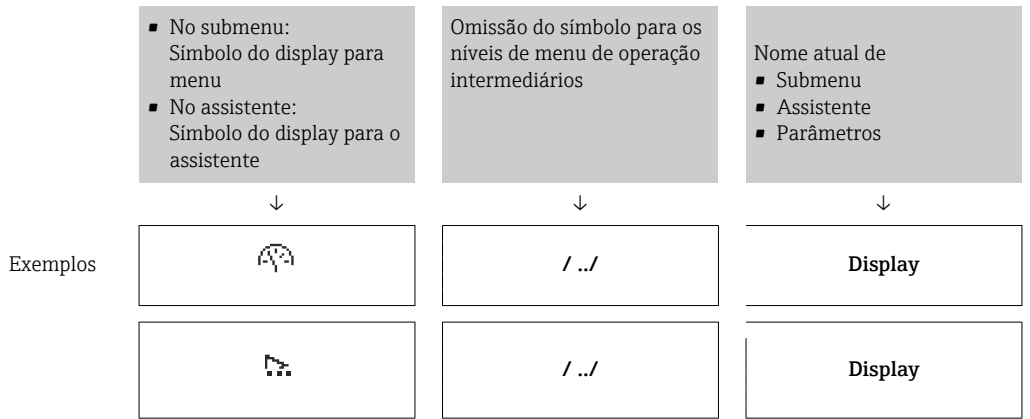 ▪ No submenu:
Símbolo do display para
menu
▪ No assistente:
Símbolo do display para o
assistente
Omissão do símbolo para os
níveis de menu de operação
intermediários
Nome atual de
▪ Submenu
▪ Assistente
▪ Parâmetros
↓ ↓ ↓
Exemplos
/ ../
Display
/ ../
Display